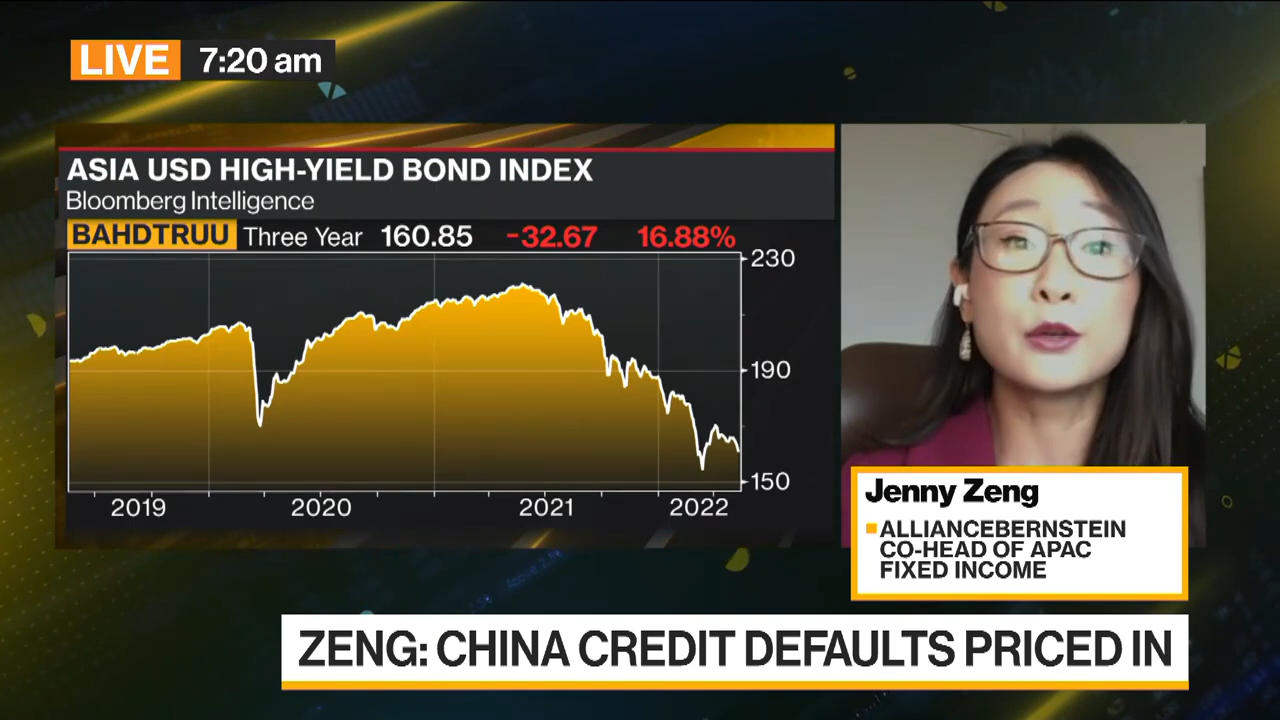 LIVE 7:20 am
ASIA USD HIGH-YIELD BOND INDEX
Bloomberg Intelligence
BAHDTRUU Three Year 160.85 -32.67 16.88%
230
190
150
2019 2020 2021 2022
Jenny Zeng
ALLIANCEBERNSTEIN
CO-HEAD OF APAC
FIXED INCOME
ZENG: CHINA CREDIT DEFAULTS PRICED IN